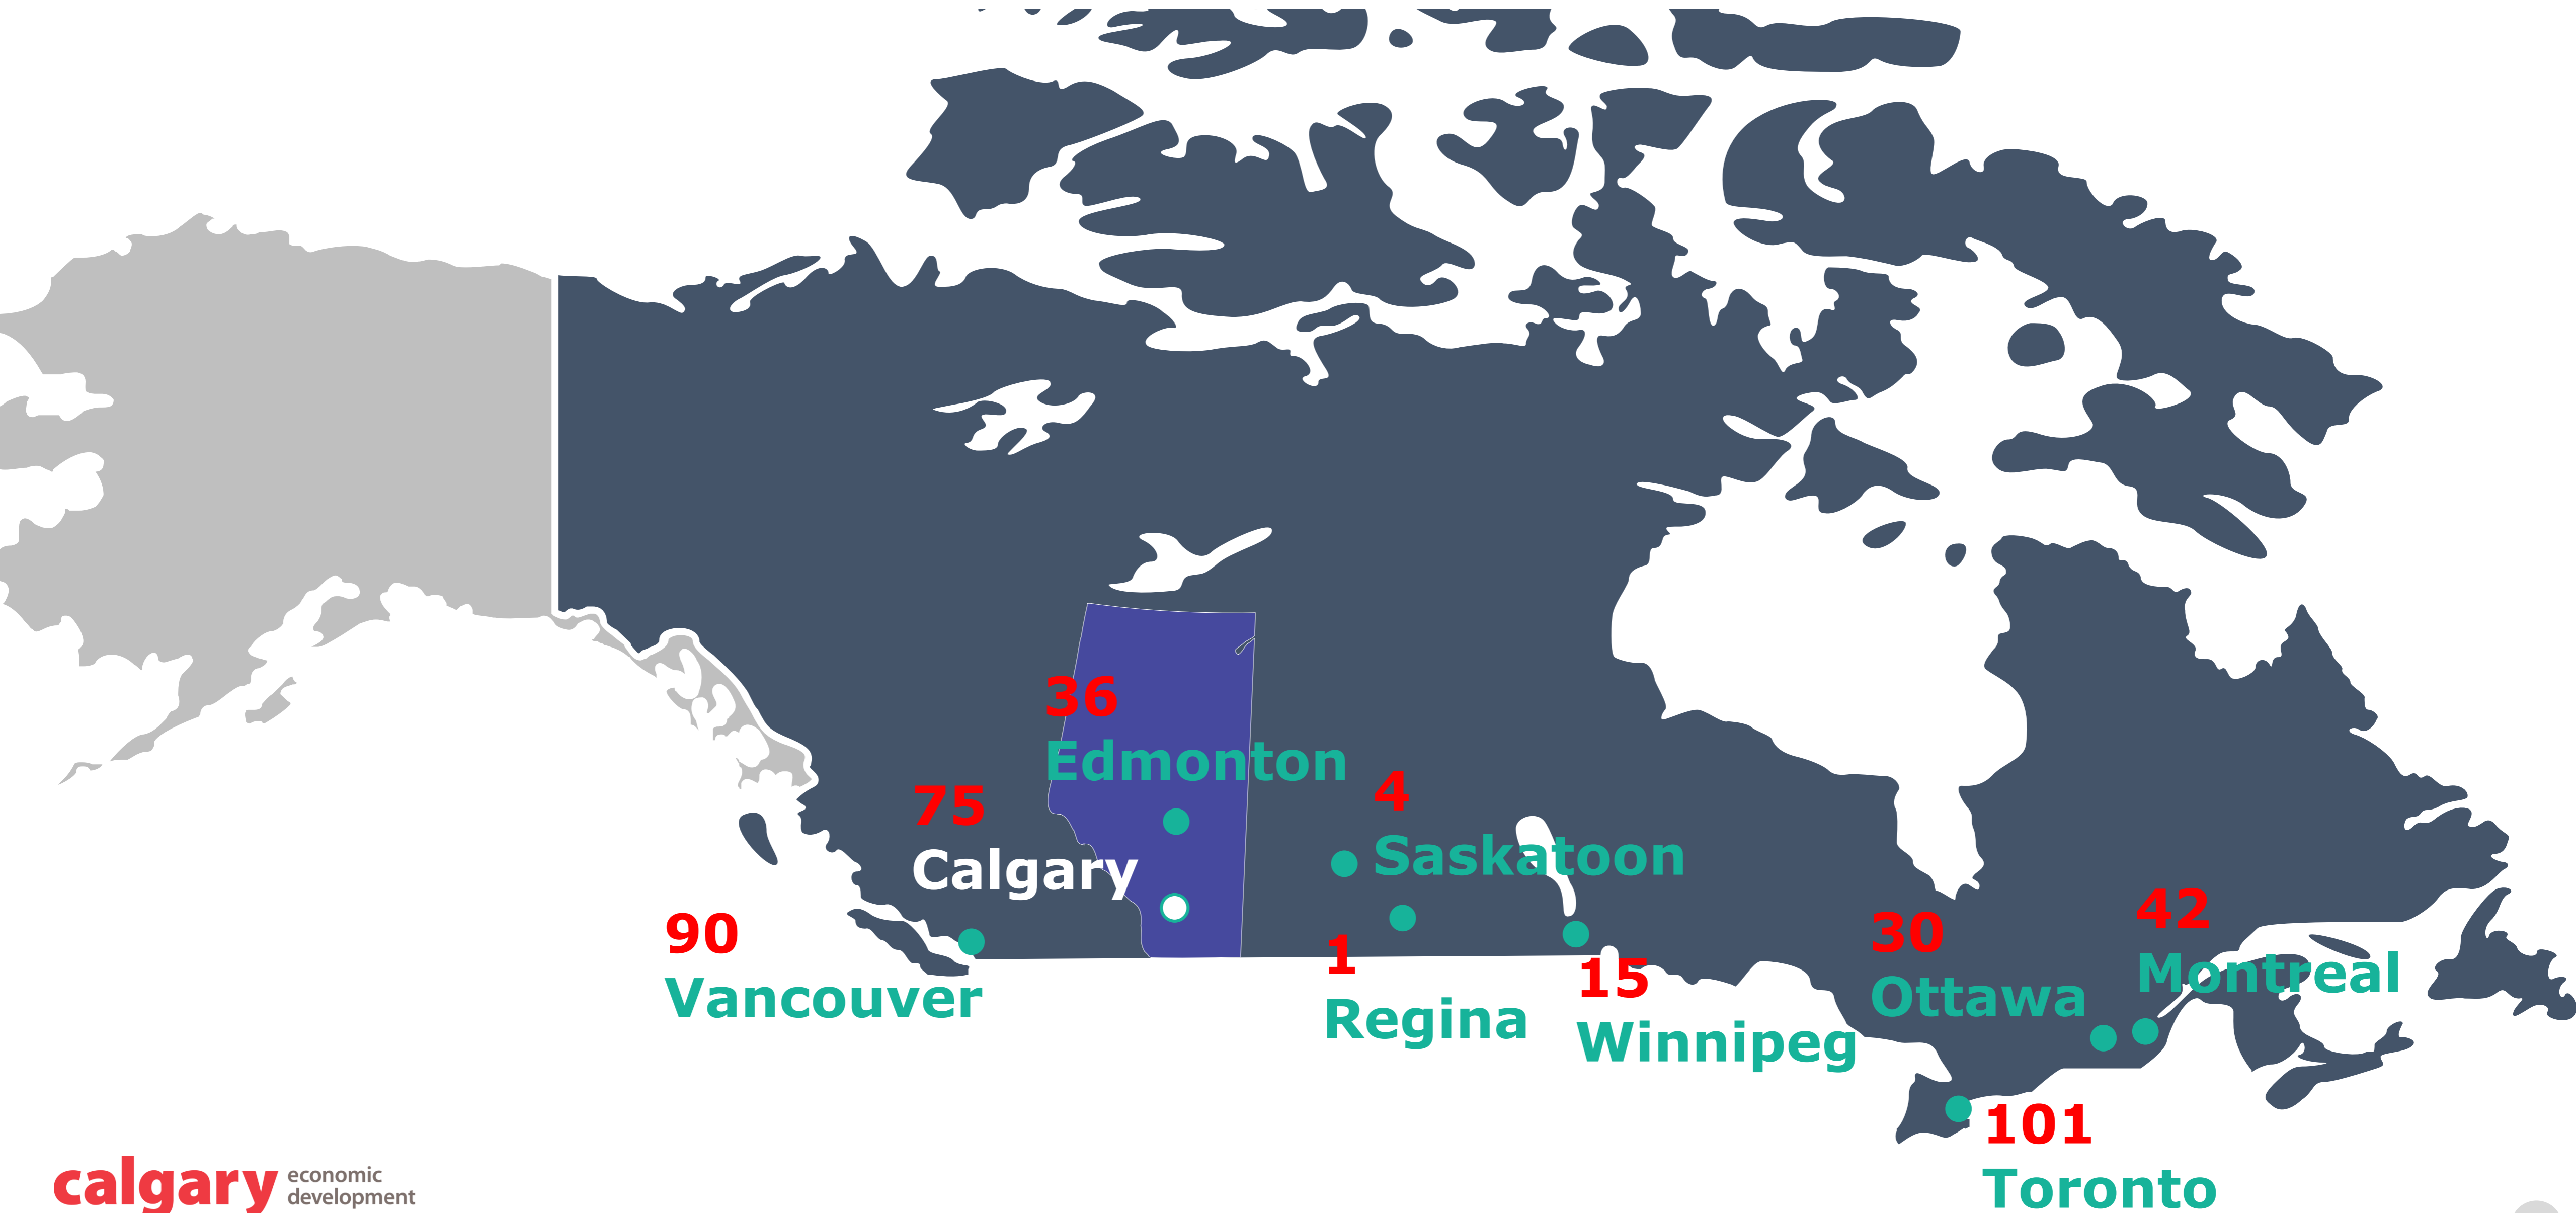 36
Edmonton
75
Calgary
4
Saskatoon
90
Vancouver
1
Regina
15
Winnipeg
30
Ottawa
42
Montreal
101
Toronto
calgary economic
development